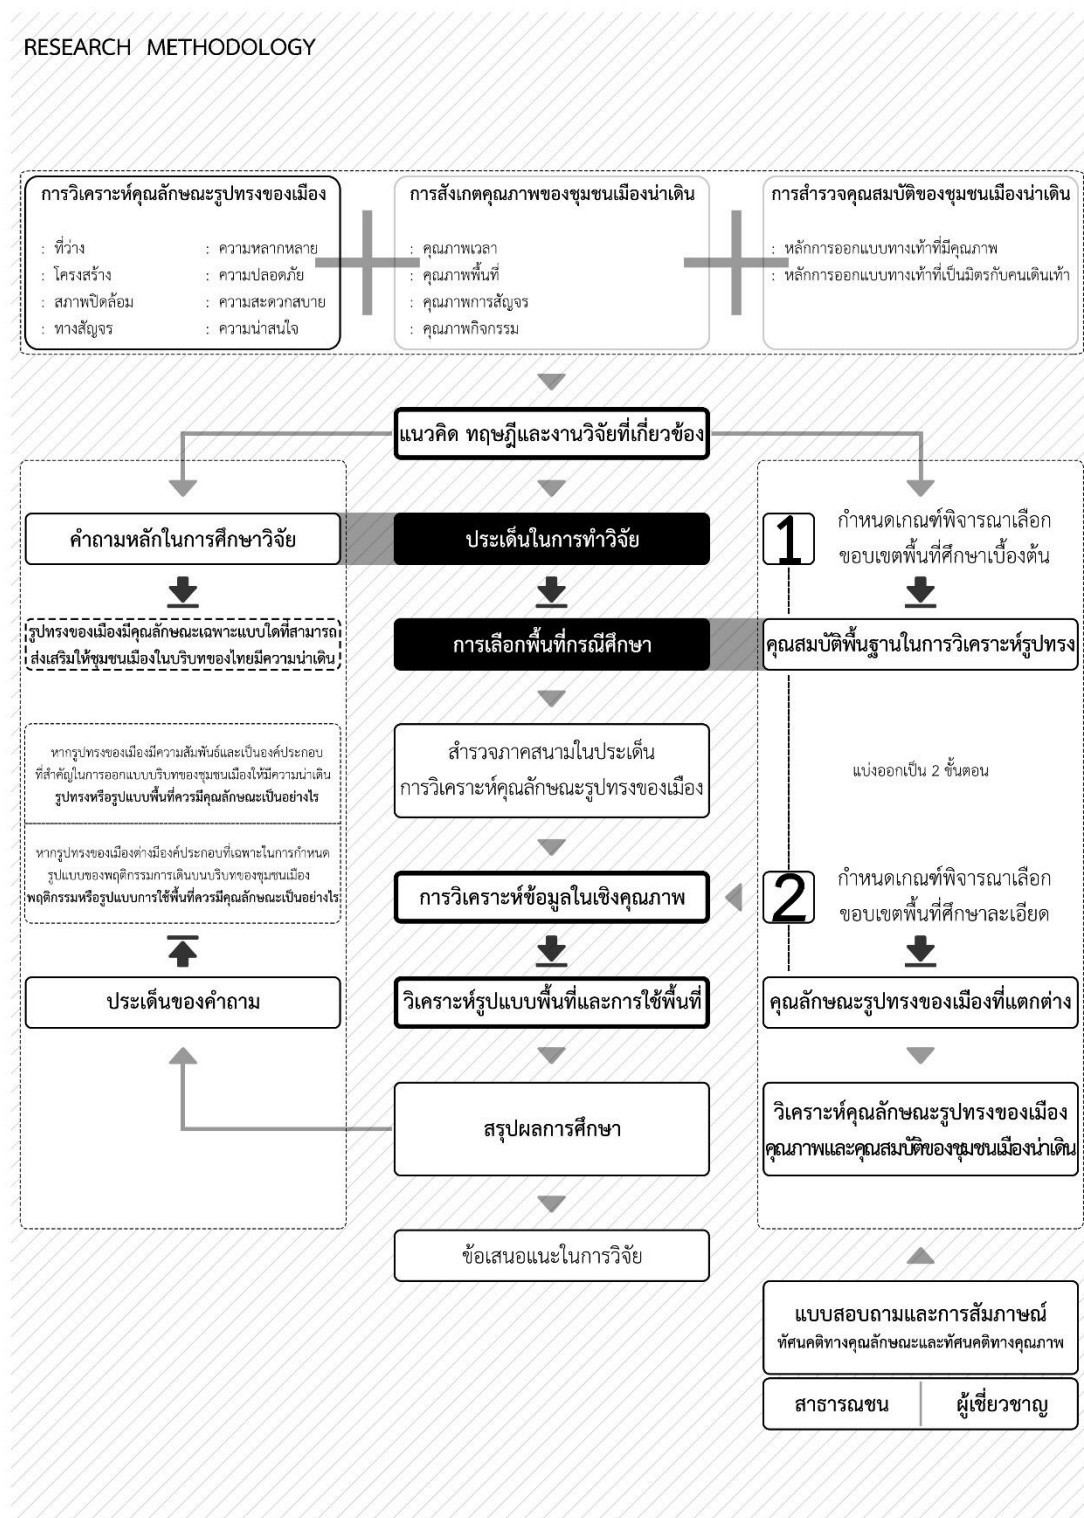 RESEARCH METHODOLOGY
การวิเคราะห์คุณลักษณะรูปทรงของเมือง
: ที่ว่าง
: โครงสร้าง
: สภาพปิดล้อม
: ทางสัญจร
: ความหลากหลาย
: ความปลอดภัย
: ความสะดวกสบาย
: ความน่าสนใจ
การสังเกตคุณภาพของชุมชนเมืองน่าเดิน
: คุณภาพเวลา
: คุณภาพพื้นที่
: คุณภาพการสัญจร
: คุณภาพกิจกรรม
การสำรวจคุณสมบัติของชุมชนเมืองน่าเดิน
: หลักการออกแบบทางเท้าที่มีคุณภาพ
: หลักการออกแบบทางเท้าที่เป็นมิตรกับคนเดินเท้า
แนวคิด ทฤษฎีและงานวิจัยที่เกี่ยวข้อง
คำถามหลักในการศึกษาวิจัย
รูปทรงของเมืองมีคุณลักษณะเฉพาะแบบใดที่สามารถ
ส่งเสริมให้ชุมชนเมืองในบริบทของไทยมีความน่าเดิน
หากรูปทรงของเมืองมีความสัมพันธ์และเป็นองค์ประกอบ
ที่สำคัญในการออกแบบบริบทของชุมชนเมืองให้มีความน่าเดิน
รูปทรงหรือรูปแบบพื้นที่ควรมีคุณลักษณะเป็นอย่างไร
หากรูปทรงของเมืองต่างมีองค์ประกอบที่เฉพาะในการกำหนด
รูปแบบของพฤติกรรมการเดินบนบริบทของชุมชนเมือง
พฤติกรรมหรือรูปแบบการใช้พื้นที่ควรมีคุณลักษณะเป็นอย่างไร
ประเด็นของคำถาม
ประเด็นในการทำวิจัย
การเลือกพื้นที่กรณีศึกษา
สำรวจภาคสนามในประเด็น
การวิเคราะห์คุณลักษณะรูปทรงของเมือง
การวิเคราะห์ข้อมูลในเชิงคุณภาพ
วิเคราะห์รูปแบบพื้นที่และการใช้พื้นที่
สรุปผลการศึกษา
ข้อเสนอแนะในการวิจัย
1
กำหนดเกณฑ์พิจารณาเลือก
ขอบเขตพื้นที่ศึกษาเบื้องต้น
คุณสมบัติพื้นฐานในการวิเคราะห์รูปทรง
แบ่งออกเป็น 2 ขั้นตอน
2
กำหนดเกณฑ์พิจารณาเลือก
ขอบเขตพื้นที่ศึกษาละเอียด
คุณลักษณะรูปทรงของเมืองที่แตกต่าง
วิเคราะห์คุณลักษณะรูปทรงของเมือง
คุณภาพและคุณสมบัติของชุมชนเมืองน่าเดิน
แบบสอบถามและการสัมภาษณ์
ทัศนคติทางคุณลักษณะและทัศนคติทางคุณภาพ
สาธารณชน
ผู้เชี่ยวชาญ